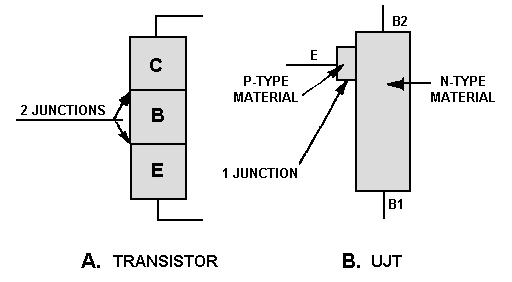 C
2 JUNCTIONS
B
E
A. TRANSISTOR
B2
E
P-TYPE
MATERIAL
N-TYPE
MATERIAL
1 JUNCTION
B1
B. UJT